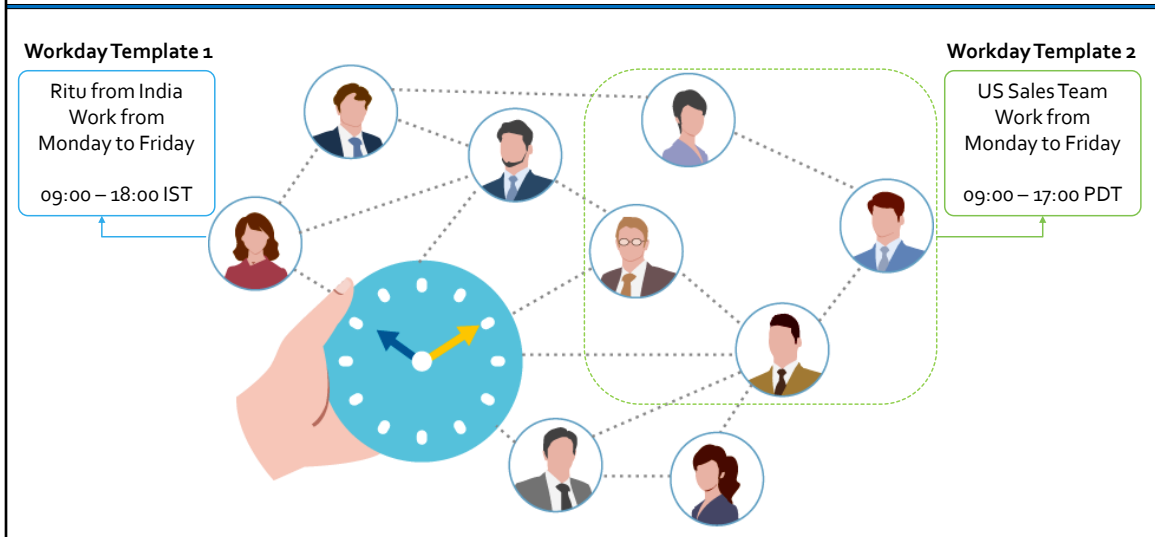 Workday Template 1
Ritu from India
Work from
Monday to Friday
09:00 – 18:00 IST
Workday Template 2
US Sales Team
Work from
Monday to Friday
09:00 – 17:00 PDT